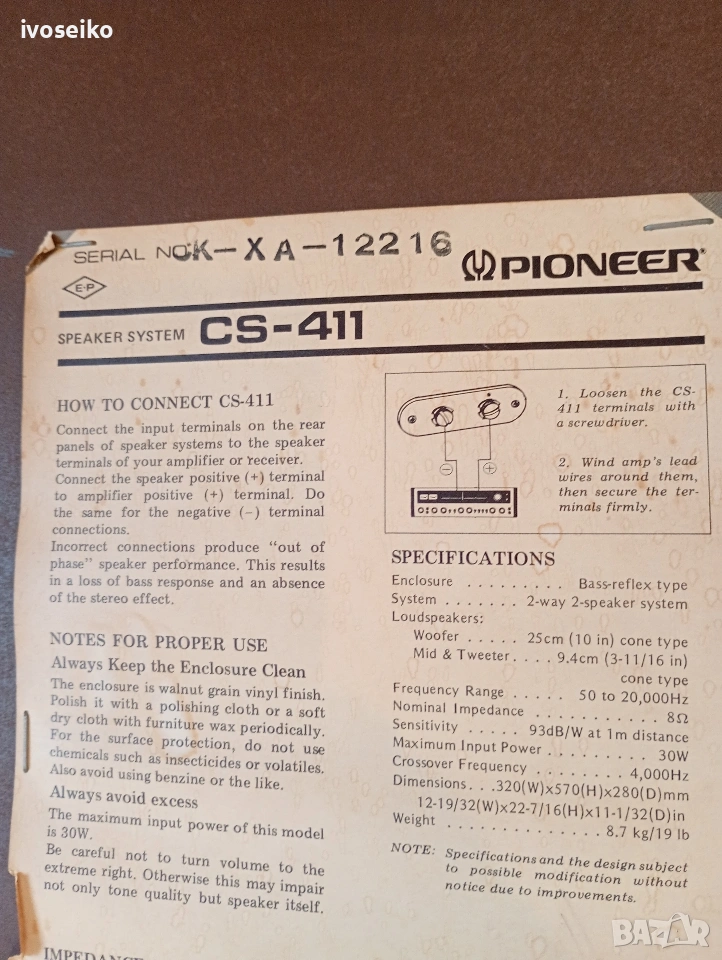 ivoseiko
SERIAL NO. CK-XA-12216
PIONEER
E-P
SPEAKER SYSTEM CS-411
HOW TO CONNECT CS-411
Connect the input terminals on the rear
panels of speaker systems to the speaker
terminals of your amplifier or receiver.
Connect the speaker positive (+) terminal
to amplifier positive (+) terminal. Do
the same for the negative (−) terminal
connections.
Incorrect connections produce "out of
phase" speaker performance. This results
in a loss of bass response and an absence
of the stereo effect.
NOTES FOR PROPER USE
Always Keep the Enclosure Clean
The enclosure is walnut grain vinyl finish.
Polish it with a polishing cloth or a soft
dry cloth with furniture wax periodically.
For the surface protection, do not use
chemicals such as insecticides or volatiles.
Also avoid using benzine or the like.
Always avoid excess
The maximum input power of this model
is 30W.
Be careful not to turn volume to the
extreme right. Otherwise this may impair
not only tone quality but speaker itself.
IMPEDANCE
− +
1. Loosen the CS-
411 terminals with
a screwdriver.
2. Wind amp's lead
wires around them,
then secure the ter-
minals firmly.
SPECIFICATIONS
Enclosure . . . . . . . . . Bass-reflex type
System . . . . . . . 2-way 2-speaker system
Loudspeakers:
Woofer . . . . . 25cm (10 in) cone type
Mid & Tweeter . . . . 9.4cm (3-11/16 in)
cone type
Frequency Range . . . . . 50 to 20,000Hz
Nominal Impedance . . . . . . . . . . . 8Ω
Sensitivity . . . . . 93dB/W at 1m distance
Maximum Input Power . . . . . . . . . 30W
Crossover Frequency . . . . . . . . 4,000Hz
Dimensions . . . 320(W)x570(H)x280(D)mm
12-19/32(W)x22-7/16(H)x11-1/32(D)in
Weight . . . . . . . . . . . . . . 8.7 kg/19 lb
NOTE: Specifications and the design subject
to possible modification without
notice due to improvements.
BAZAR